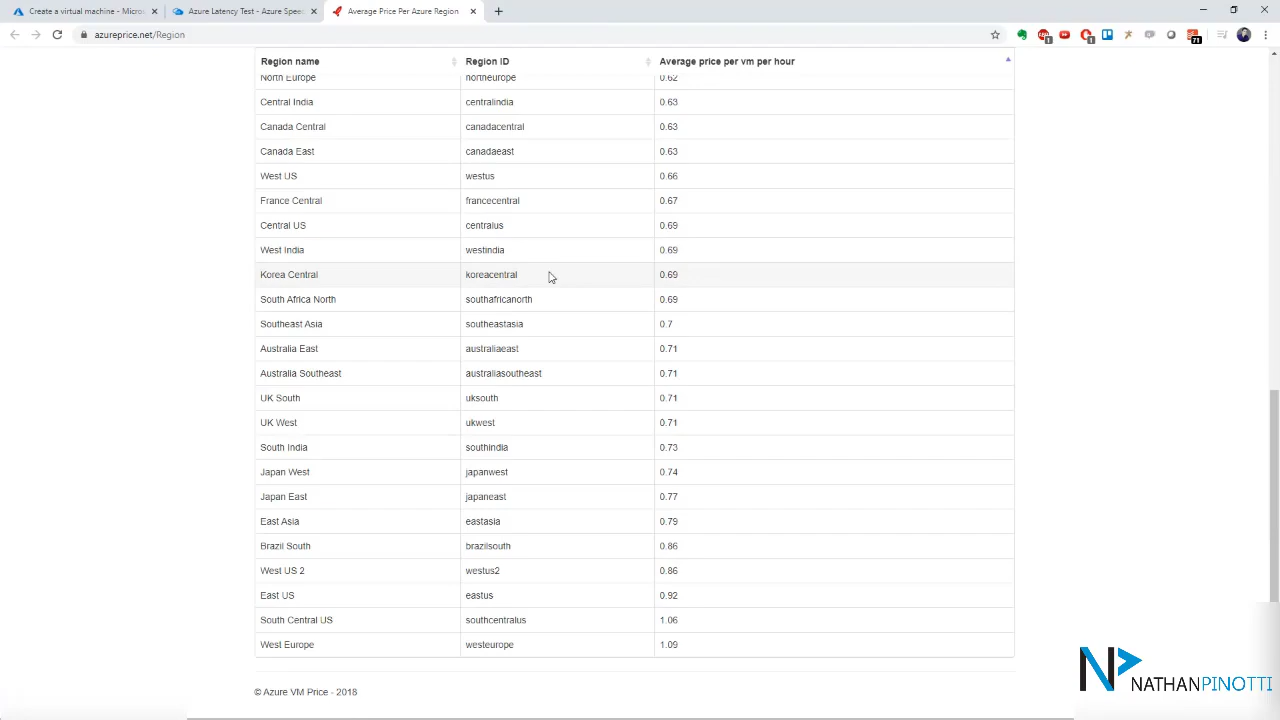 Create a virtual machine - Micros
Azure Latency Test - Azure Speed
Average Price Per Azure Region
azureprice.net/Region
1
1
71
Region name Region ID Average price per vm per hour
North Europe northeurope 0.62
Central India centralindia 0.63
Canada Central canadacentral 0.63
Canada East canadaeast 0.63
West US westus 0.66
France Central francecentral 0.67
Central US centralus 0.69
West India westindia 0.69
Korea Central koreacentral 0.69
South Africa North southafricanorth 0.69
Southeast Asia southeastasia 0.7
Australia East australiaeast 0.71
Australia Southeast australiasoutheast 0.71
UK South uksouth 0.71
UK West ukwest 0.71
South India southindia 0.73
Japan West japanwest 0.74
Japan East japaneast 0.77
East Asia eastasia 0.79
Brazil South brazilsouth 0.86
West US 2 westus2 0.86
East US eastus 0.92
South Central US southcentralus 1.06
West Europe westeurope 1.09
© Azure VM Price - 2018
NATHANPINOTTI